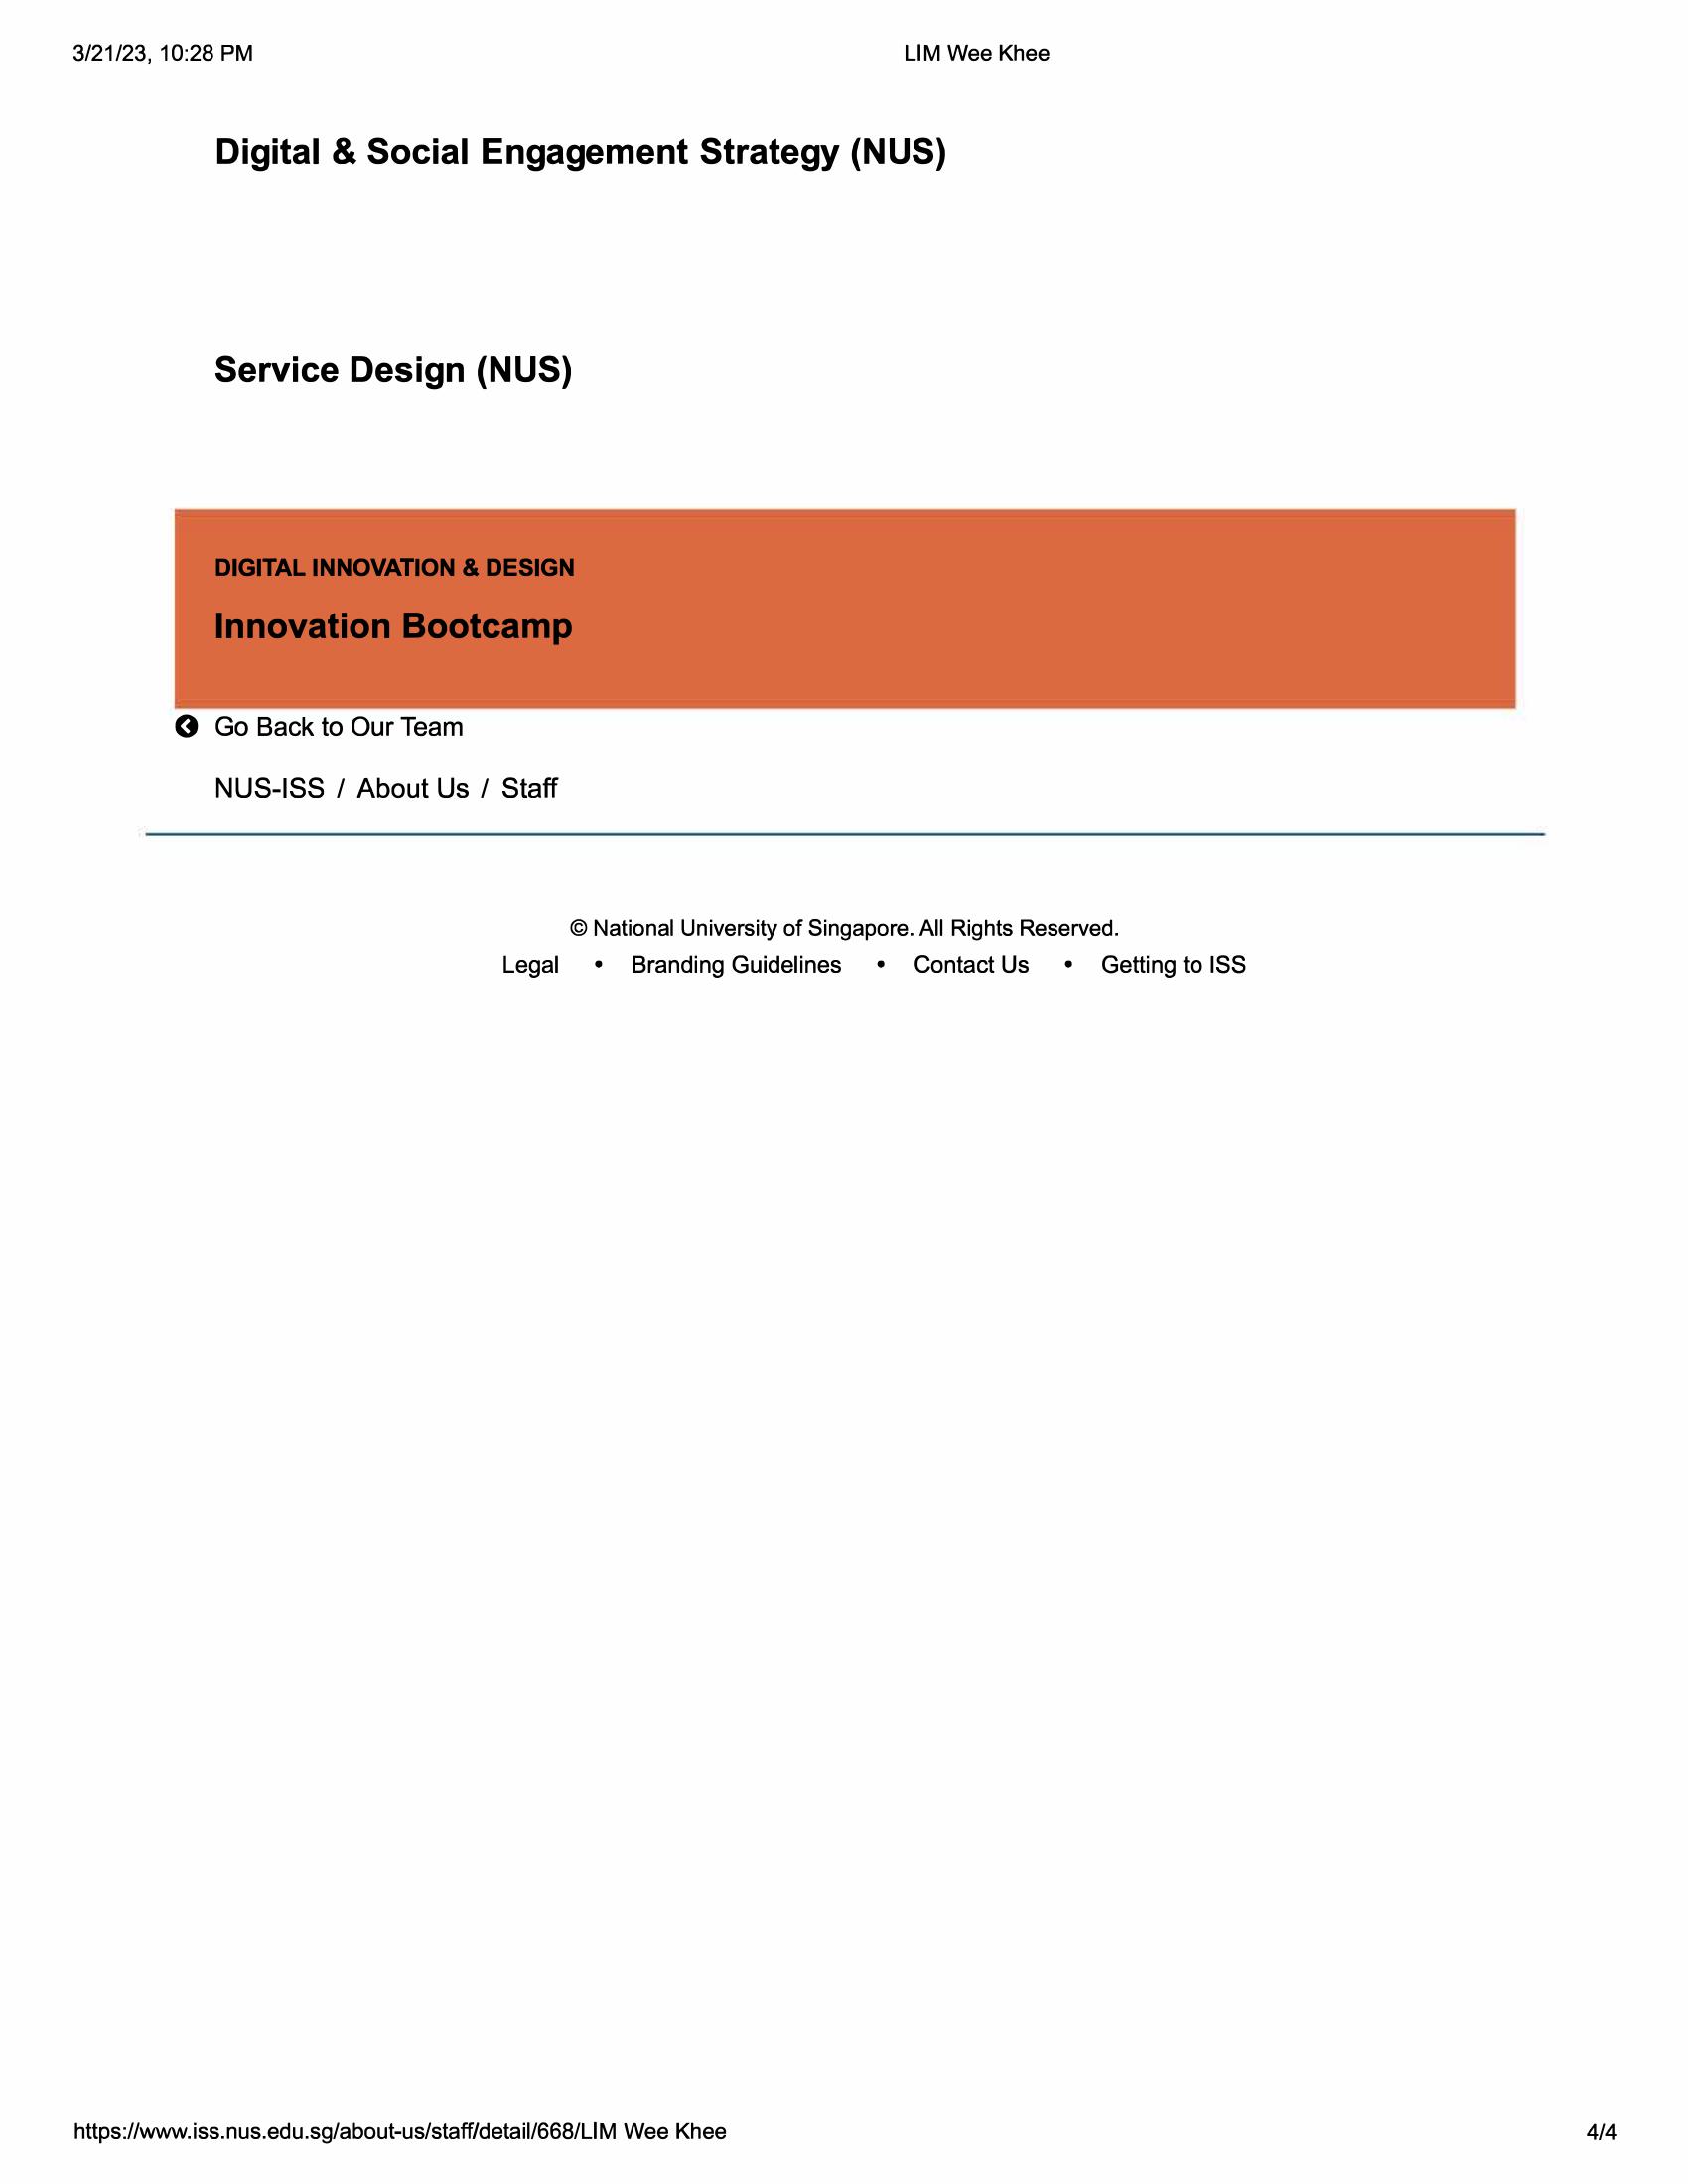 3/21/23, 10:28 PM LIM Wee Khee
Digital & Social Engagement Strategy (NUS)
Service Design (NUS)
DIGITAL INNOVATION & DESIGN
Innovation Bootcamp
Go Back to Our Team
NUS-ISS / About Us / Staff
© National University of Singapore. All Rights Reserved.
Legal • Branding Guidelines • Contact Us • Getting to ISS
https://www.iss.nus.edu.sg/about-us/staff/detail/668/LIM Wee Khee 4/4